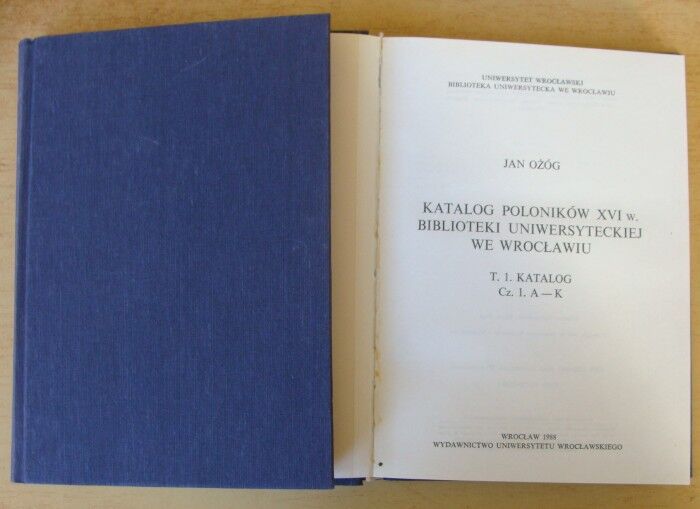 UNIWERSYTET WROCŁAWSKI
BIBLIOTEKA UNIWERSYTECKA WE WROCŁAWIU
JAN OŻÓG
KATALOG POLONIKÓW XVI w.
BIBLIOTEKI UNIWERSYTECKIEJ
WE WROCŁAWIU
T. 1. KATALOG
Cz. 1. A — K
WROCŁAW 1988
WYDAWNICTWO UNIWERSYTETU WROCŁAWSKIEGO